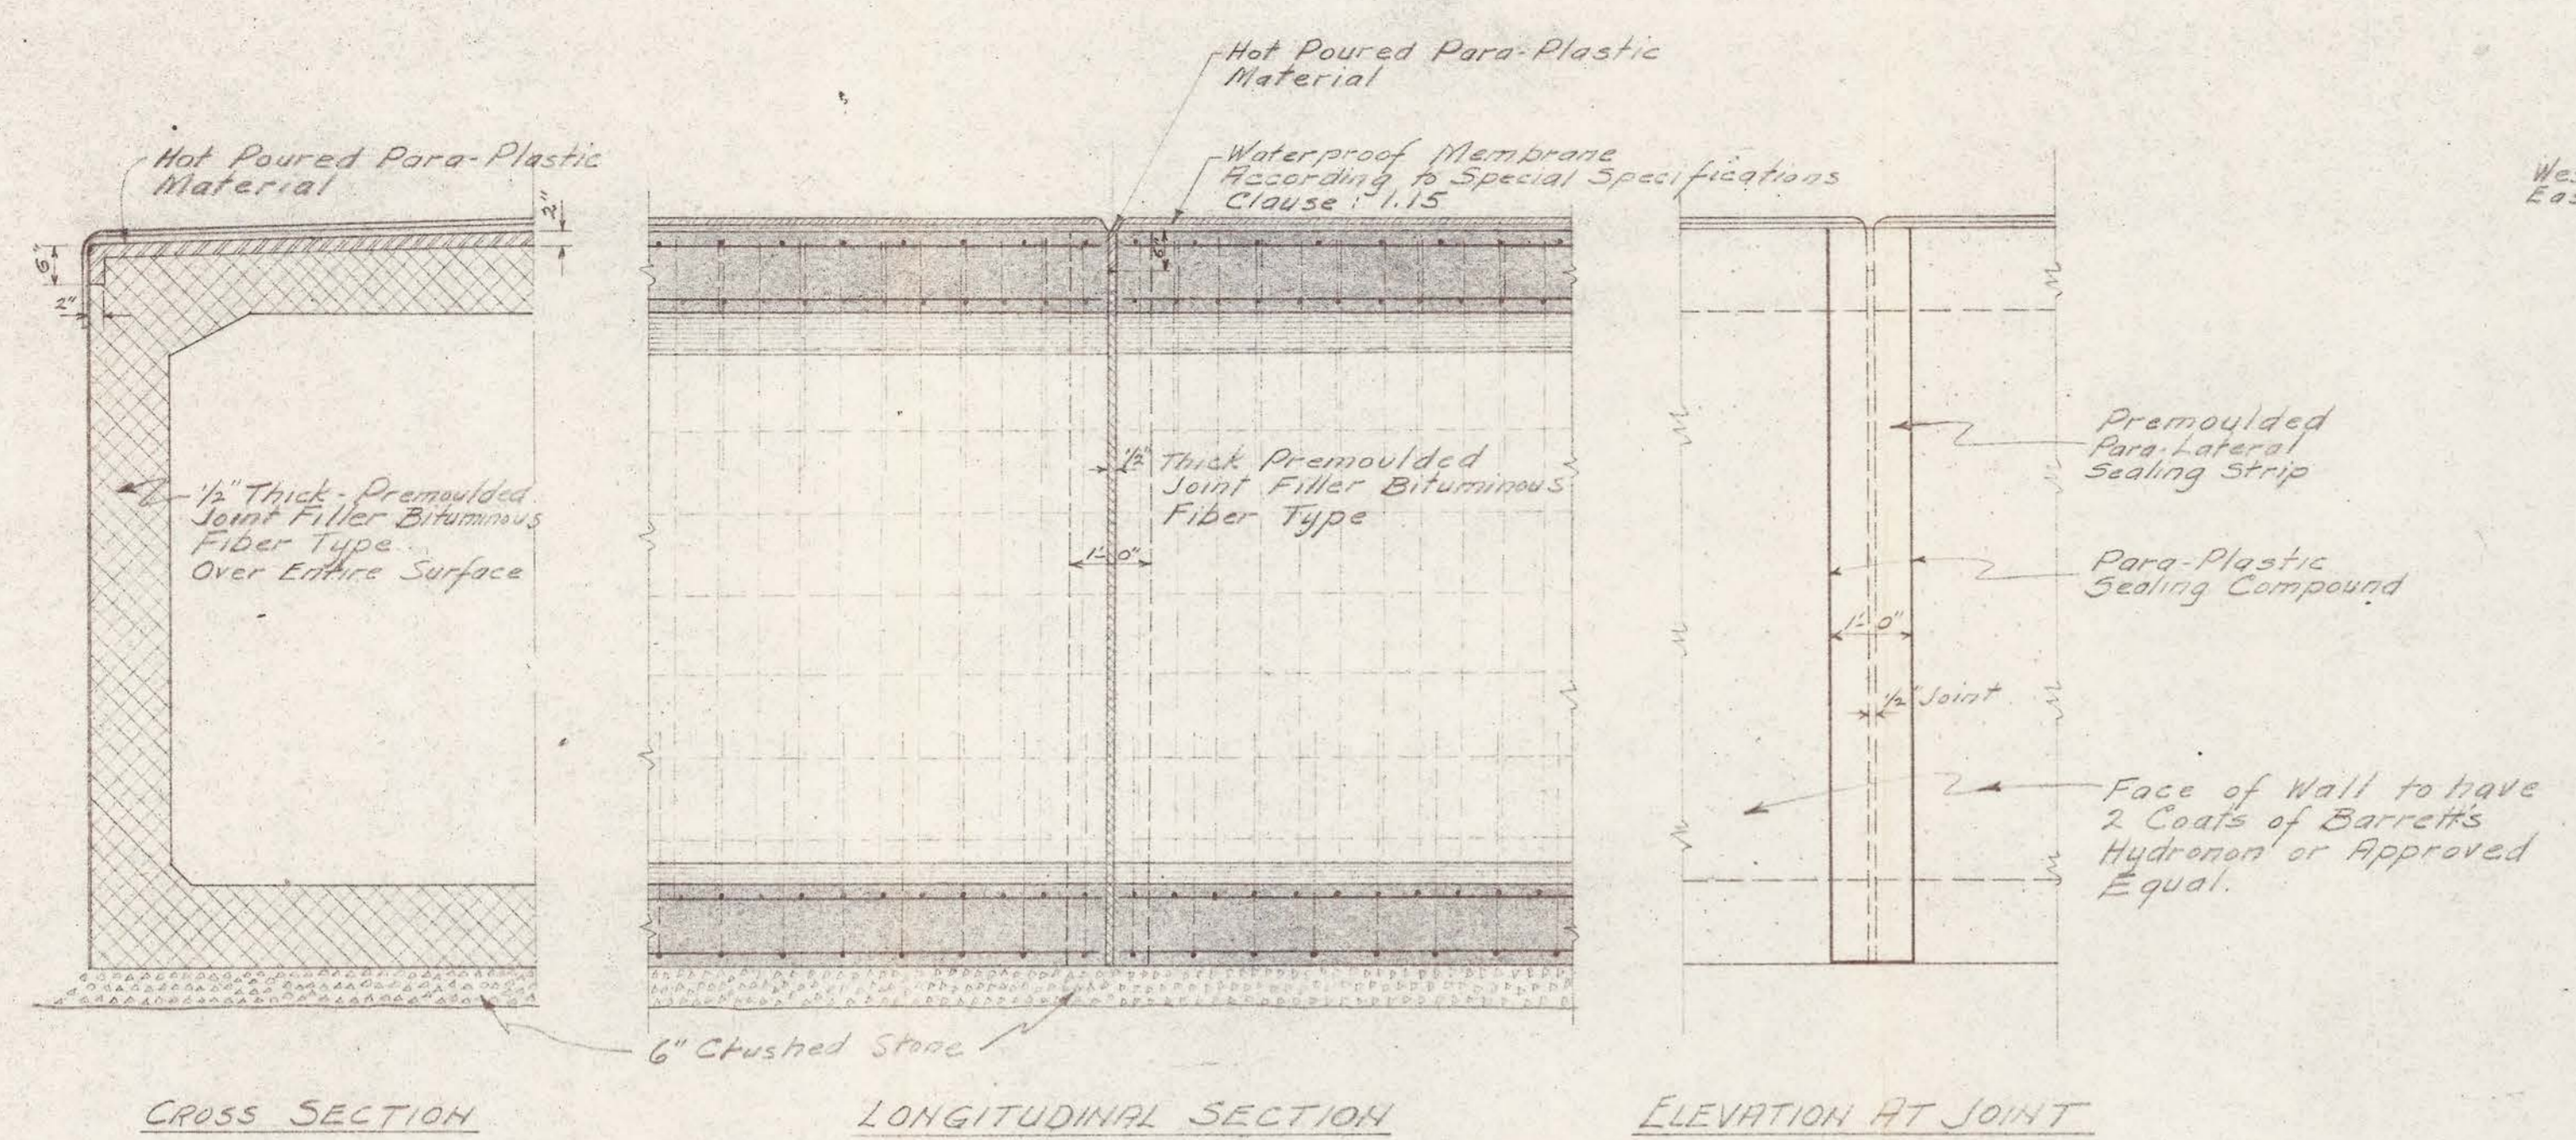 Hot Poured Para-Plastic
Material
2"
6"
2"
1/2" Thick - Premoulded
Joint Filler Bituminous
Fiber Type
Over Entire Surface
CROSS SECTION
Hot Poured Para-Plastic
Material
Waterproof Membrane
According to Special Specifications
Clause : 1.15
6"
1/2" Thick Premoulded
Joint Filler Bituminous
Fiber Type
1'-0"
6" Crushed Stone
LONGITUDINAL SECTION
Premoulded
Para-Lateral
Sealing Strip
Para-Plastic
Sealing Compound
1'-0"
1/2" Joint
Face of Wall to have
2 Coats of Barrett's
Hydronon or Approved
Equal.
ELEVATION AT JOINT